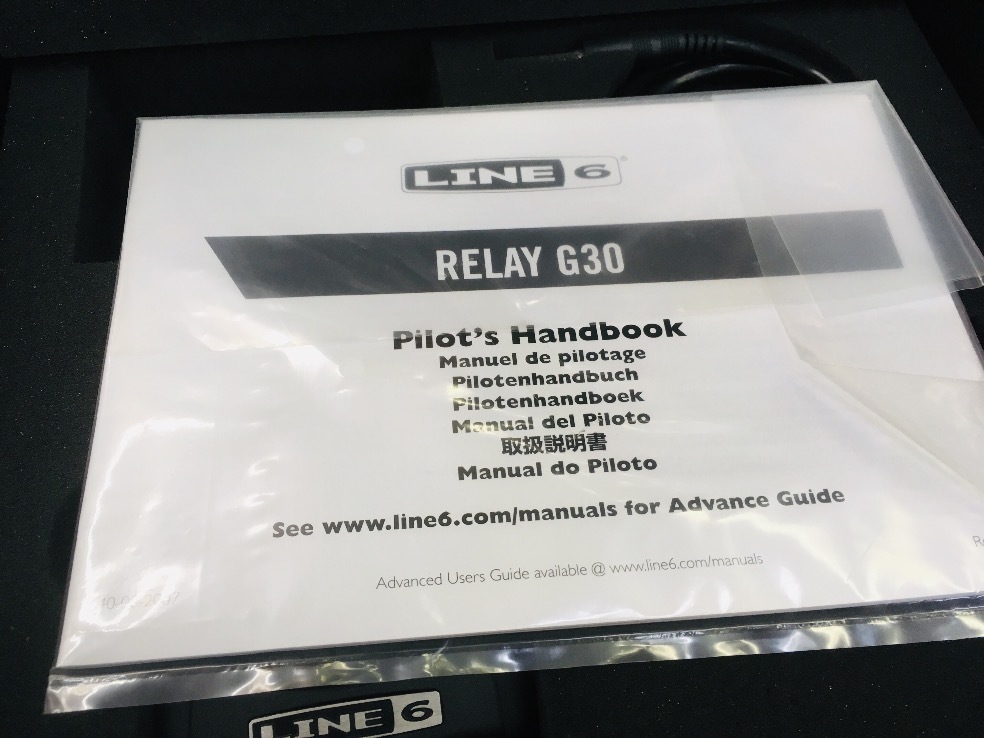 LINE 6®
RELAY G30
Pilot's Handbook
Manuel de pilotage
Pilotenhandbuch
Pilotenhandboek
Manual del Piloto
取扱説明書
Manual do Piloto
See www.line6.com/manuals for Advance Guide
Advanced Users Guide available @ www.line6.com/manuals
LINE 6